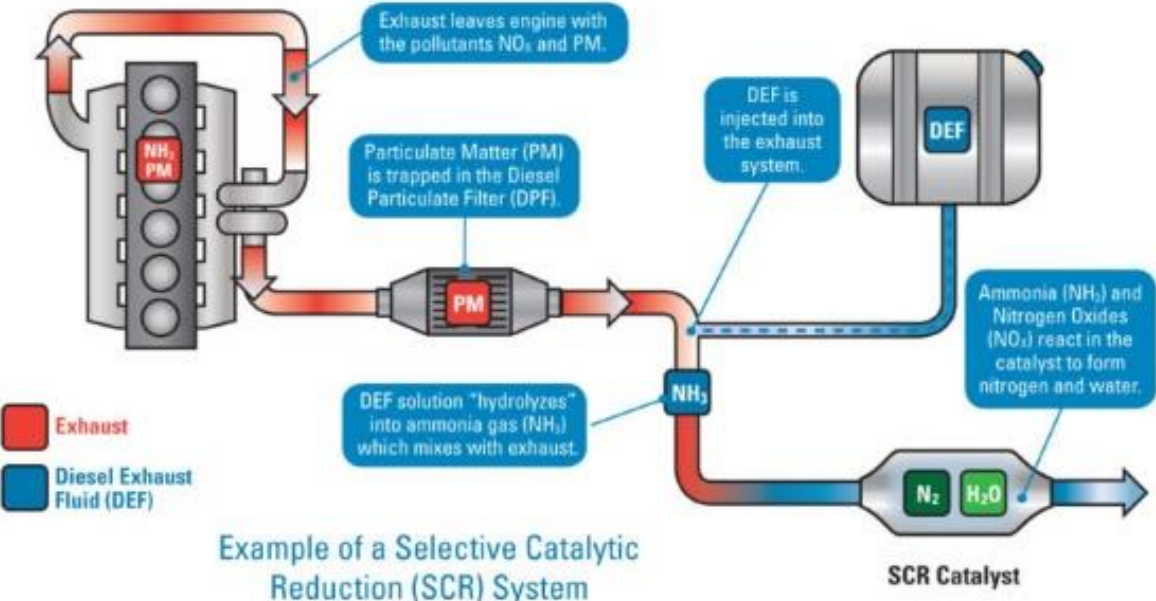 Exhaust leaves engine with
the pollutants NOₓ and PM.
NH₃
PM
Particulate Matter (PM)
is trapped in the Diesel
Particulate Filter (DPF).
DEF is
injected into
the exhaust
system.
DEF
PM
Ammonia (NH₃) and
Nitrogen Oxides
(NOₓ) react in the
catalyst to form
nitrogen and water.
NH₃
DEF solution "hydrolyzes"
into ammonia gas (NH₃)
which mixes with exhaust.
Exhaust
Diesel Exhaust
Fluid (DEF)
N₂
H₂O
SCR Catalyst
Example of a Selective Catalytic
Reduction (SCR) System